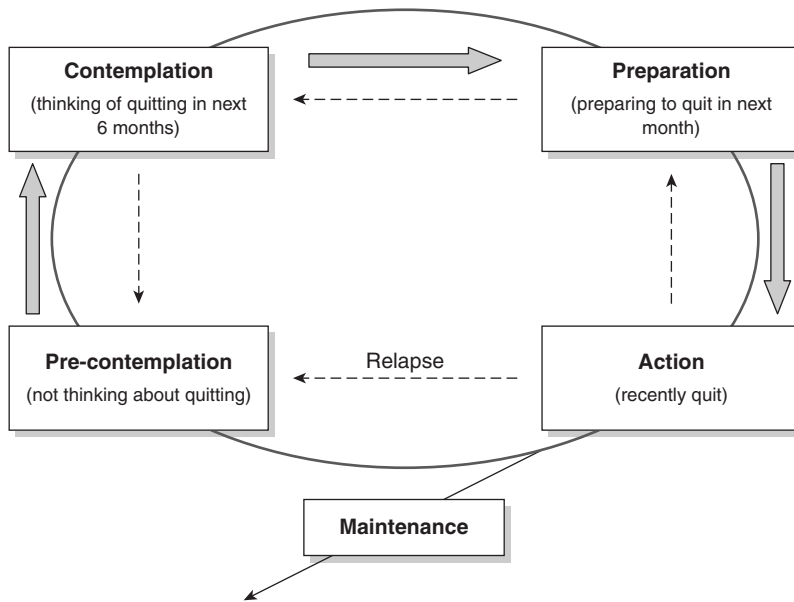 Contemplation
(thinking of quitting in next
6 months)
Preparation
(preparing to quit in next
month)
Pre-contemplation
(not thinking about quitting)
Relapse
Action
(recently quit)
Maintenance